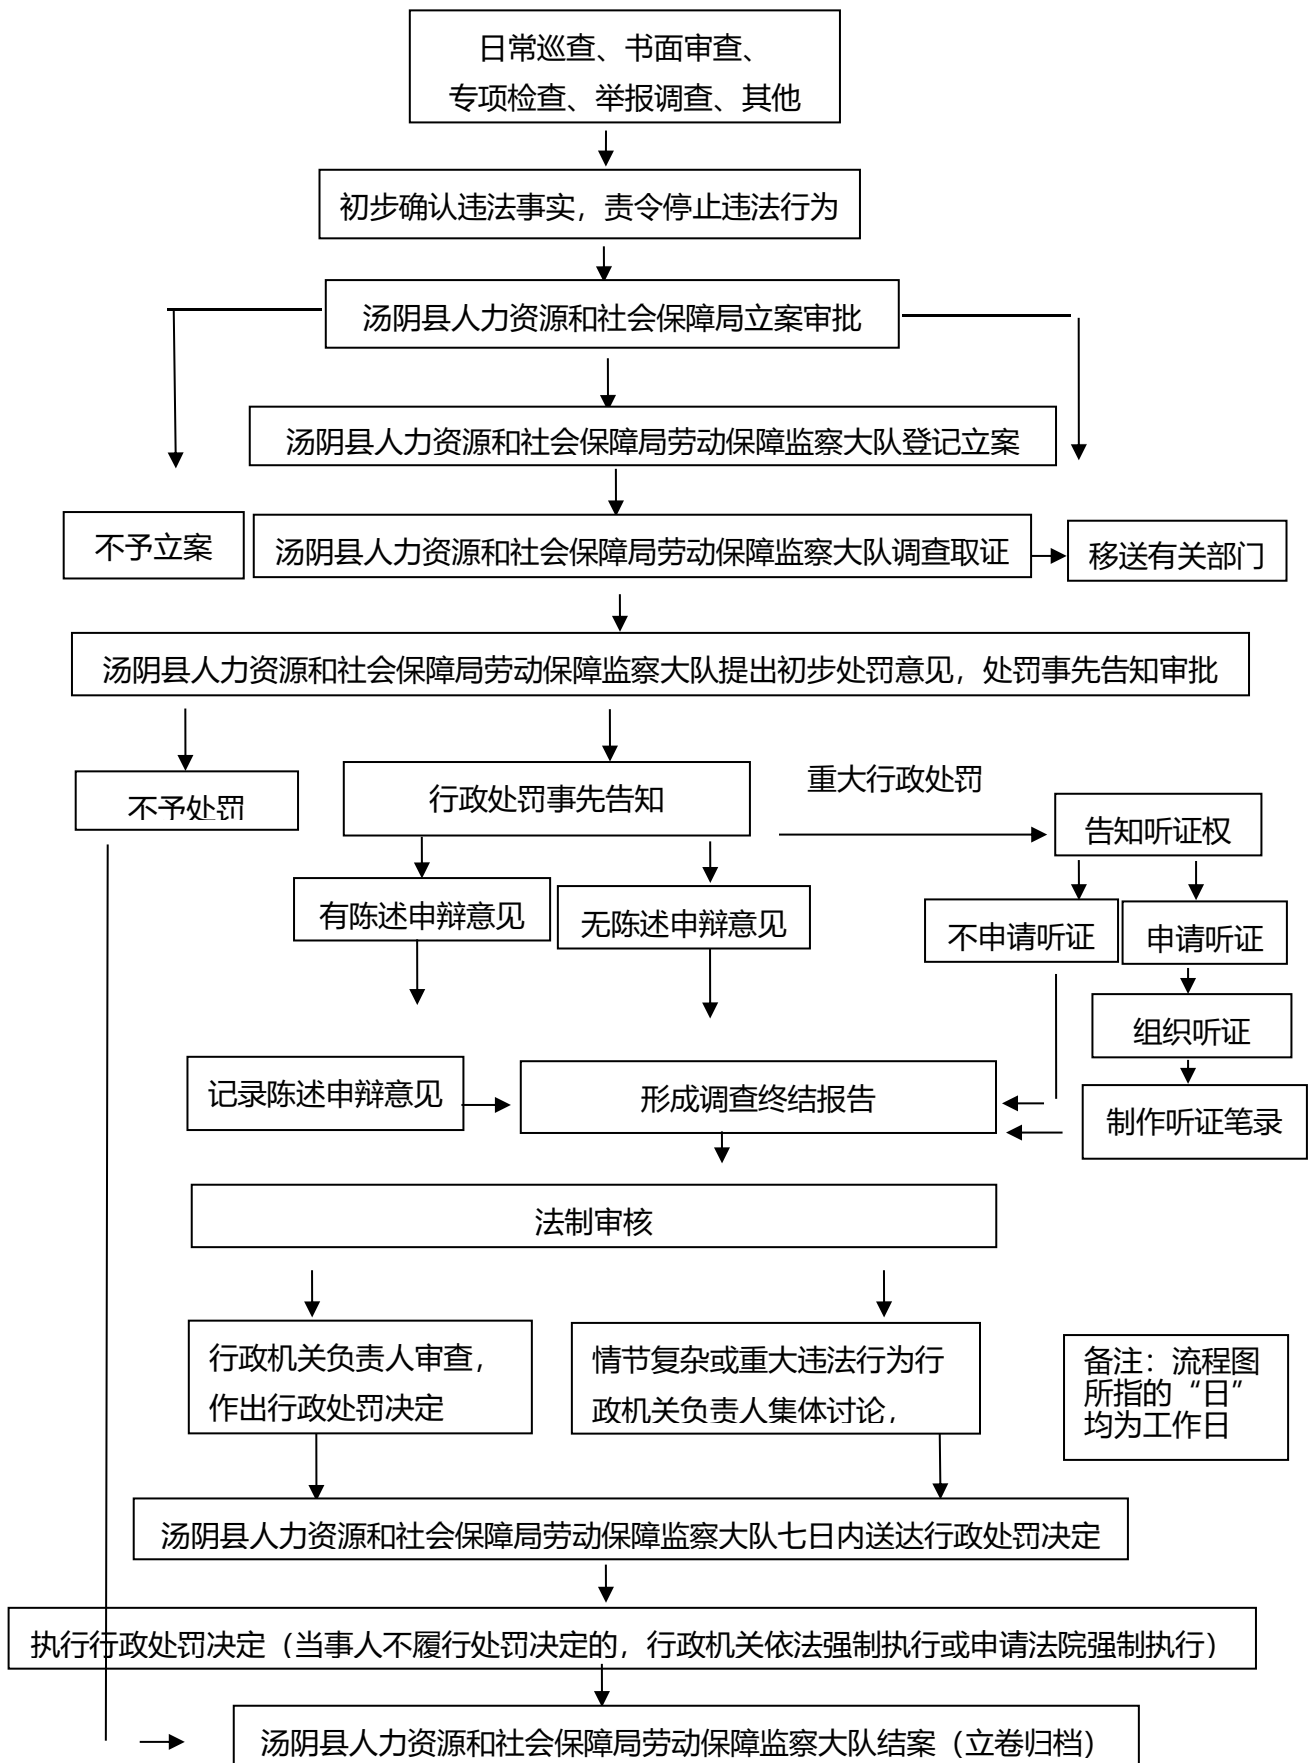 日常巡查、书面审查、
专项检查、举报调查、其他
初步确认违法事实，责令停止违法行为
汤阴县人力资源和社会保障局立案审批
汤阴县人力资源和社会保障局劳动保障监察大队登记立案
不予立案
汤阴县人力资源和社会保障局劳动保障监察大队调查取证
移送有关部门
汤阴县人力资源和社会保障局劳动保障监察大队提出初步处罚意见，处罚事先告知审批
不予处罚
行政处罚事先告知
重大行政处罚
告知听证权
有陈述申辩意见
无陈述申辩意见
不申请听证
申请听证
组织听证
记录陈述申辩意见
形成调查终结报告
制作听证笔录
法制审核
行政机关负责人审查，
作出行政处罚决定
情节复杂或重大违法行为行
政机关负责人集体讨论，
备注：流程图
所指的“日”
均为工作日
汤阴县人力资源和社会保障局劳动保障监察大队七日内送达行政处罚决定
执行行政处罚决定（当事人不履行处罚决定的，行政机关依法强制执行或申请法院强制执行）
汤阴县人力资源和社会保障局劳动保障监察大队结案（立卷归档）